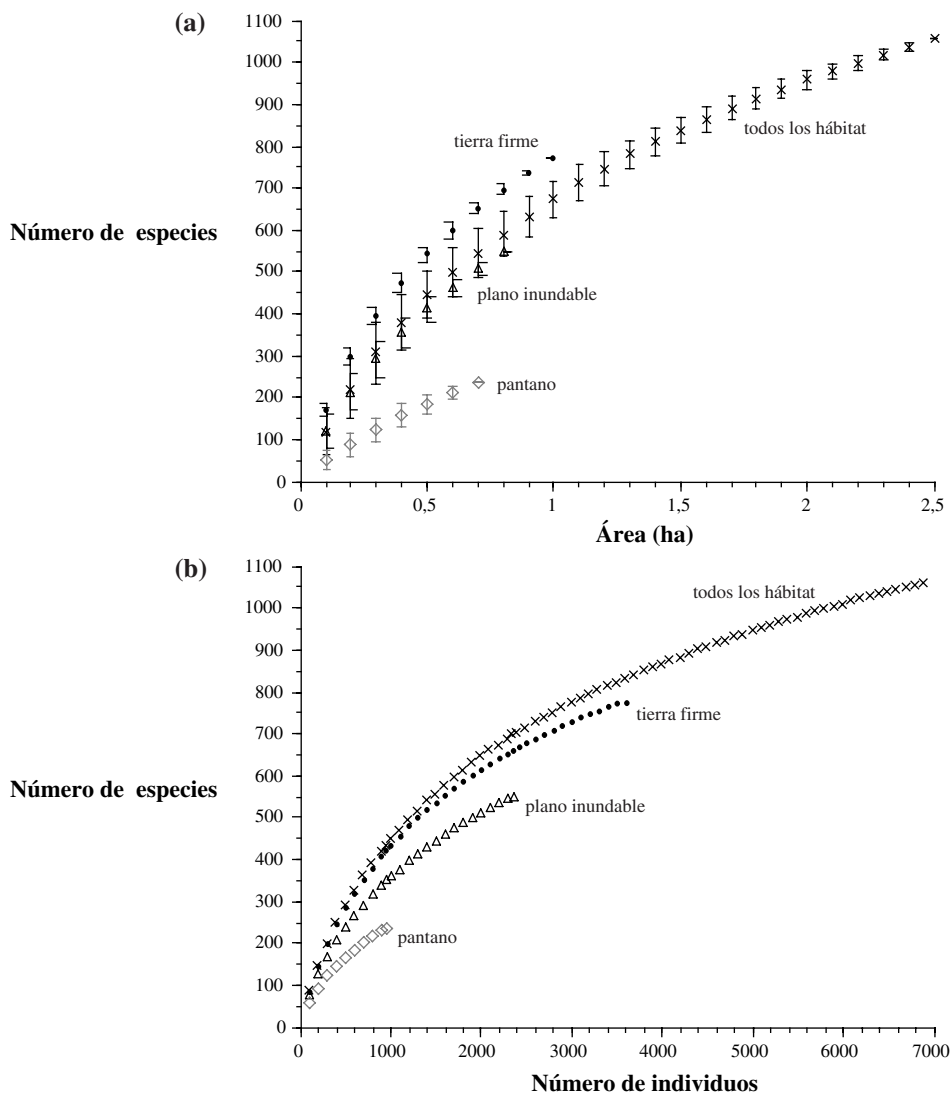 (a)
1100
1000
900
800
700
600
500
400
300
200
100
0
Número de especies
tierra firme
todos los hábitat
plano inundable
pantano
0 0,5 1 1,5 2 2,5
Área (ha)
(b)
1100
1000
900
800
700
600
500
400
300
200
100
0
Número de especies
todos los hábitat
tierra firme
plano inundable
pantano
0 1000 2000 3000 4000 5000 6000 7000
Número de individuos